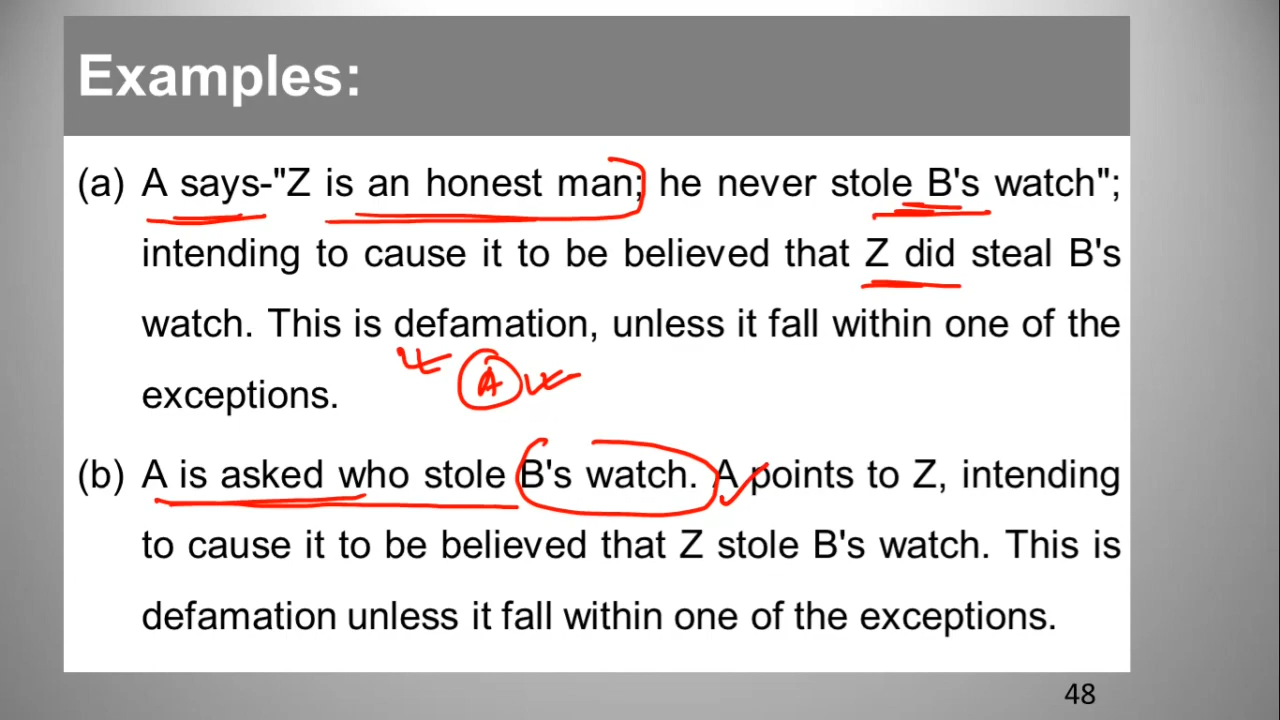 Examples:
(a) A says-"Z is an honest man; he never stole B's watch";
intending to cause it to be believed that Z did steal B's
watch. This is defamation, unless it fall within one of the
A
exceptions.
(b) A is asked who stole B's watch. A points to Z, intending
to cause it to be believed that Z stole B's watch. This is
defamation unless it fall within one of the exceptions.
48